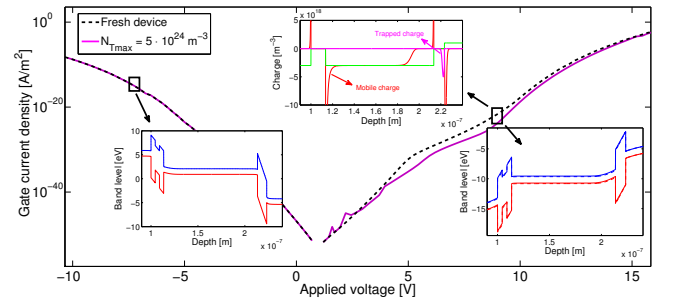 Fresh device
N_Tmax = 5 · 10^24 m^-3
Gate current density [A/m^2]
10^0
10^-20
10^-40
-10
-5
0
5
10
15
Applied voltage [V]
x 10^18
Charge [m^-3]
5
0
-5
-10
Trapped charge
Mobile charge
1
1.2
1.4
1.6
1.8
2
2.2
Depth [m]
x 10^-7
Band level [eV]
10
5
0
-5
-10
1
1.5
2
Depth [m]
x 10^-7
Band level [eV]
-5
-10
-15
1
1.5
2
Depth [m]
x 10^-7